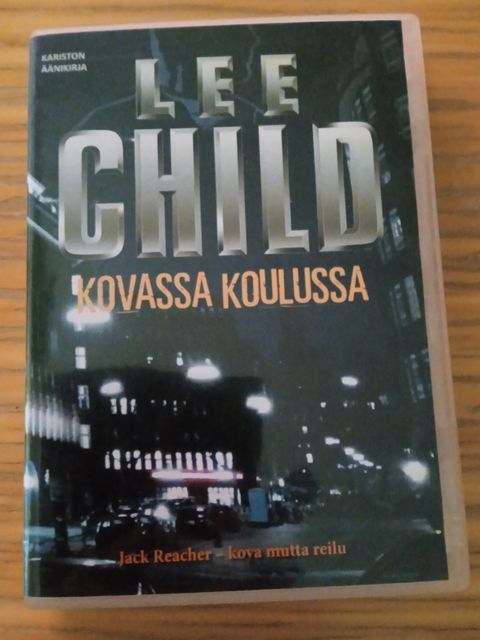 KARISTON
ÄÄNIKIRJA
LEE
CHILD
KOVASSA KOULUSSA
Jack Reacher – kova mutta reilu